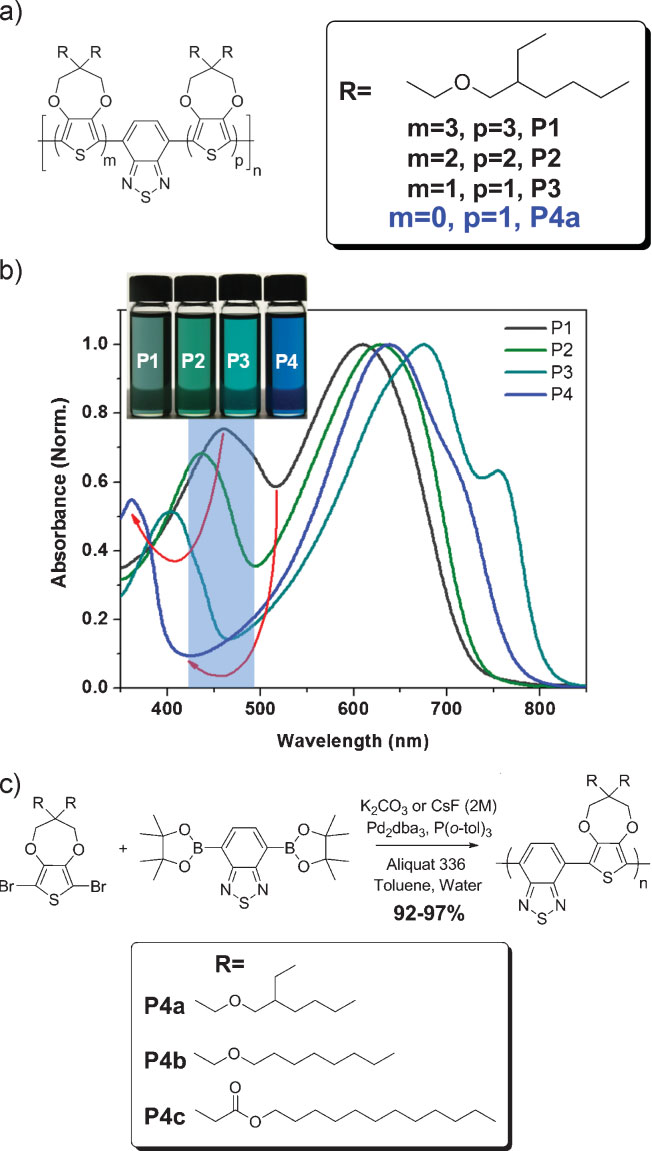 a)
R R R R
O O O O
S m n p n
N N
S
R=
O
m=3, p=3, P1
m=2, p=2, P2
m=1, p=1, P3
m=0, p=1, P4a
b)
P1 P2 P3 P4
P1
P2
P3
P4
1.0
0.8
0.6
0.4
0.2
0.0
Absorbance (Norm.)
400 500 600 700 800
Wavelength (nm)
c)
R R
O O
Br S Br
+
O B O
O B O
N N
S
K2CO3 or CsF (2M)
Pd2dba3, P(o-tol)3
Aliquat 336
Toluene, Water
92-97%
R R
O O
S n
N N
S
R=
P4a O
P4b O
P4c O
O